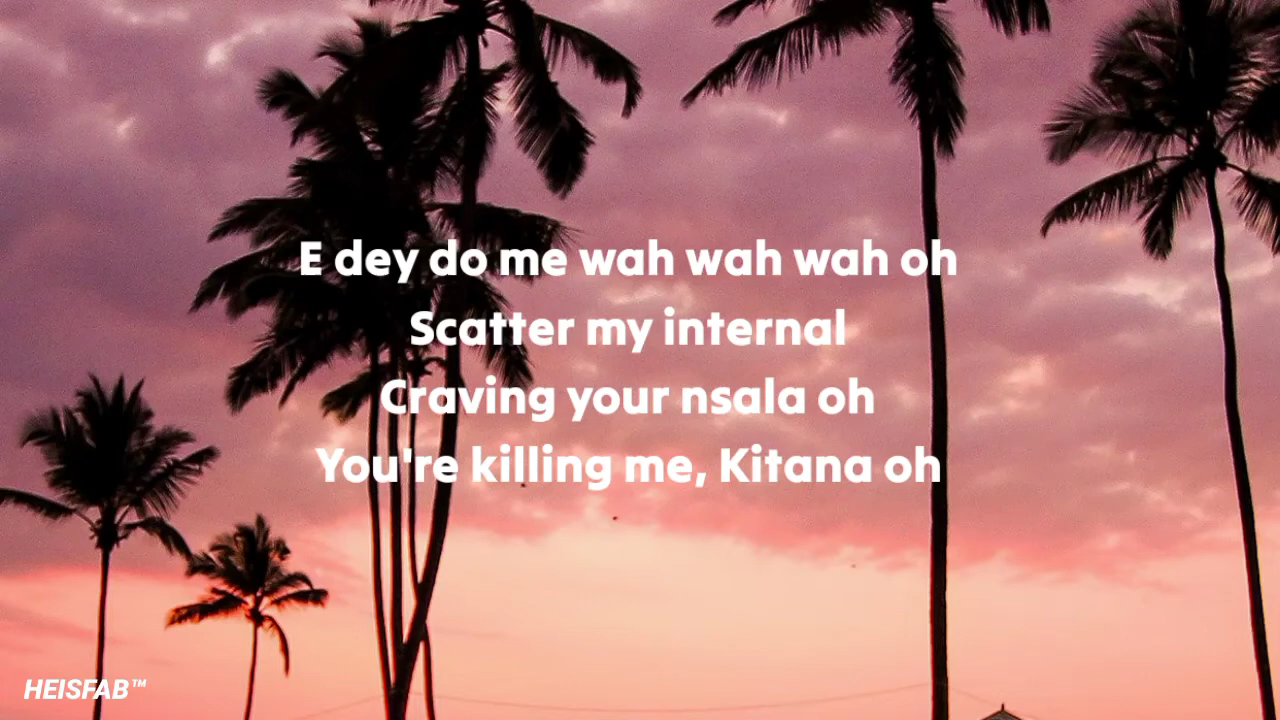 E dey do me wah wah wah oh
Scatter my internal
Craving your nsala oh
You're killing me, Kitana oh
HEISFAB™